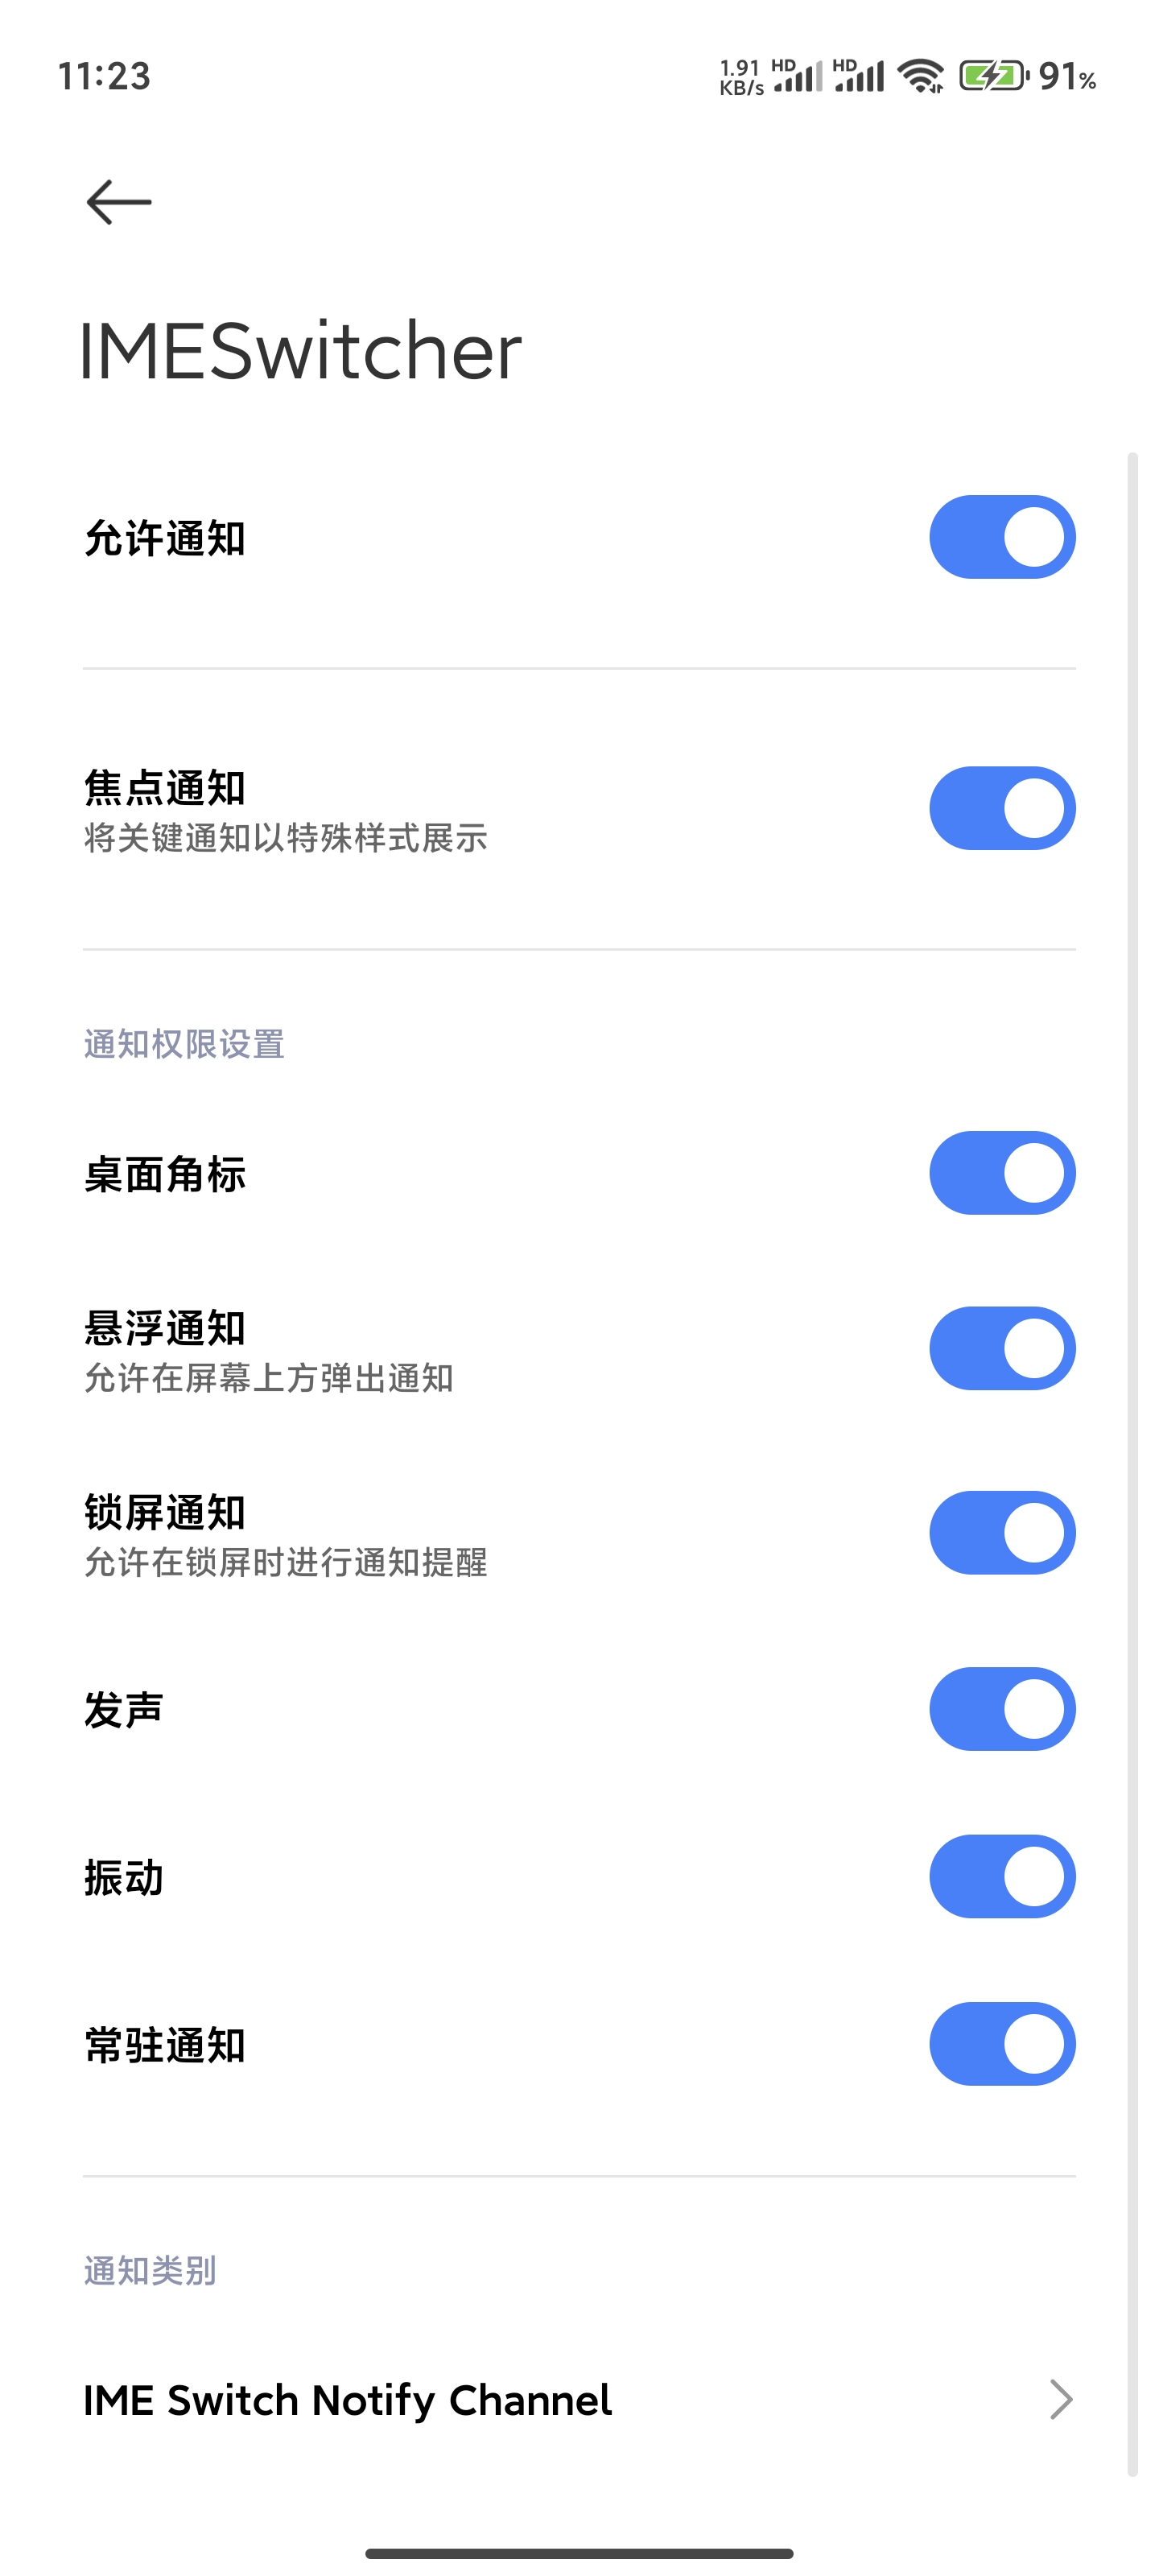 11:23
1.91 KB/s HD HD 91%
IMESwitcher
允许通知
焦点通知
将关键通知以特殊样式展示
通知权限设置
桌面角标
悬浮通知
允许在屏幕上方弹出通知
锁屏通知
允许在锁屏时进行通知提醒
发声
振动
常驻通知
通知类别
IME Switch Notify Channel